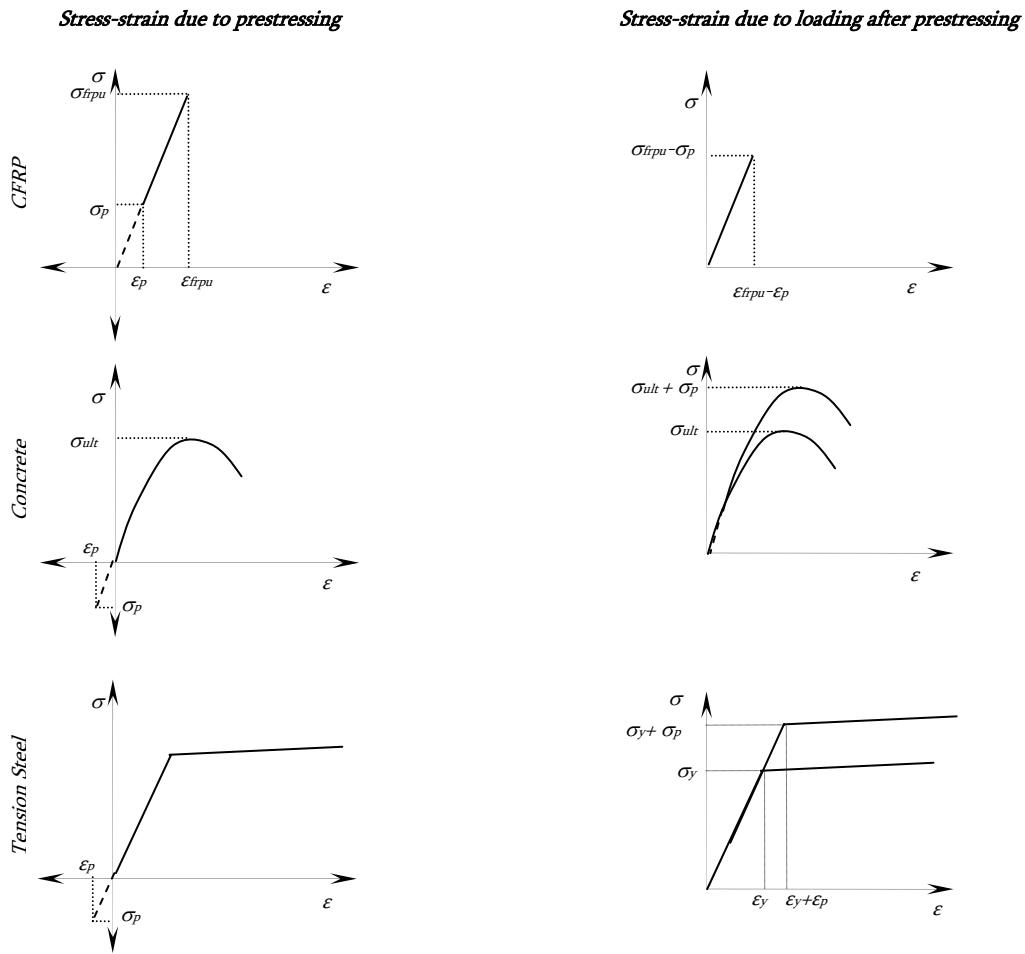 Stress-strain due to prestressing
Stress-strain due to loading after prestressing
CFRP
σ
σfrpu
σp
εp
εfrpu
ε
σ
σfrpu-σp
εfrpu-εp
ε
Concrete
σ
σult
εp
σp
ε
σ
σult + σp
σult
ε
Tension Steel
σ
εp
σp
ε
σ
σy+ σp
σy
εy
εy+εp
ε